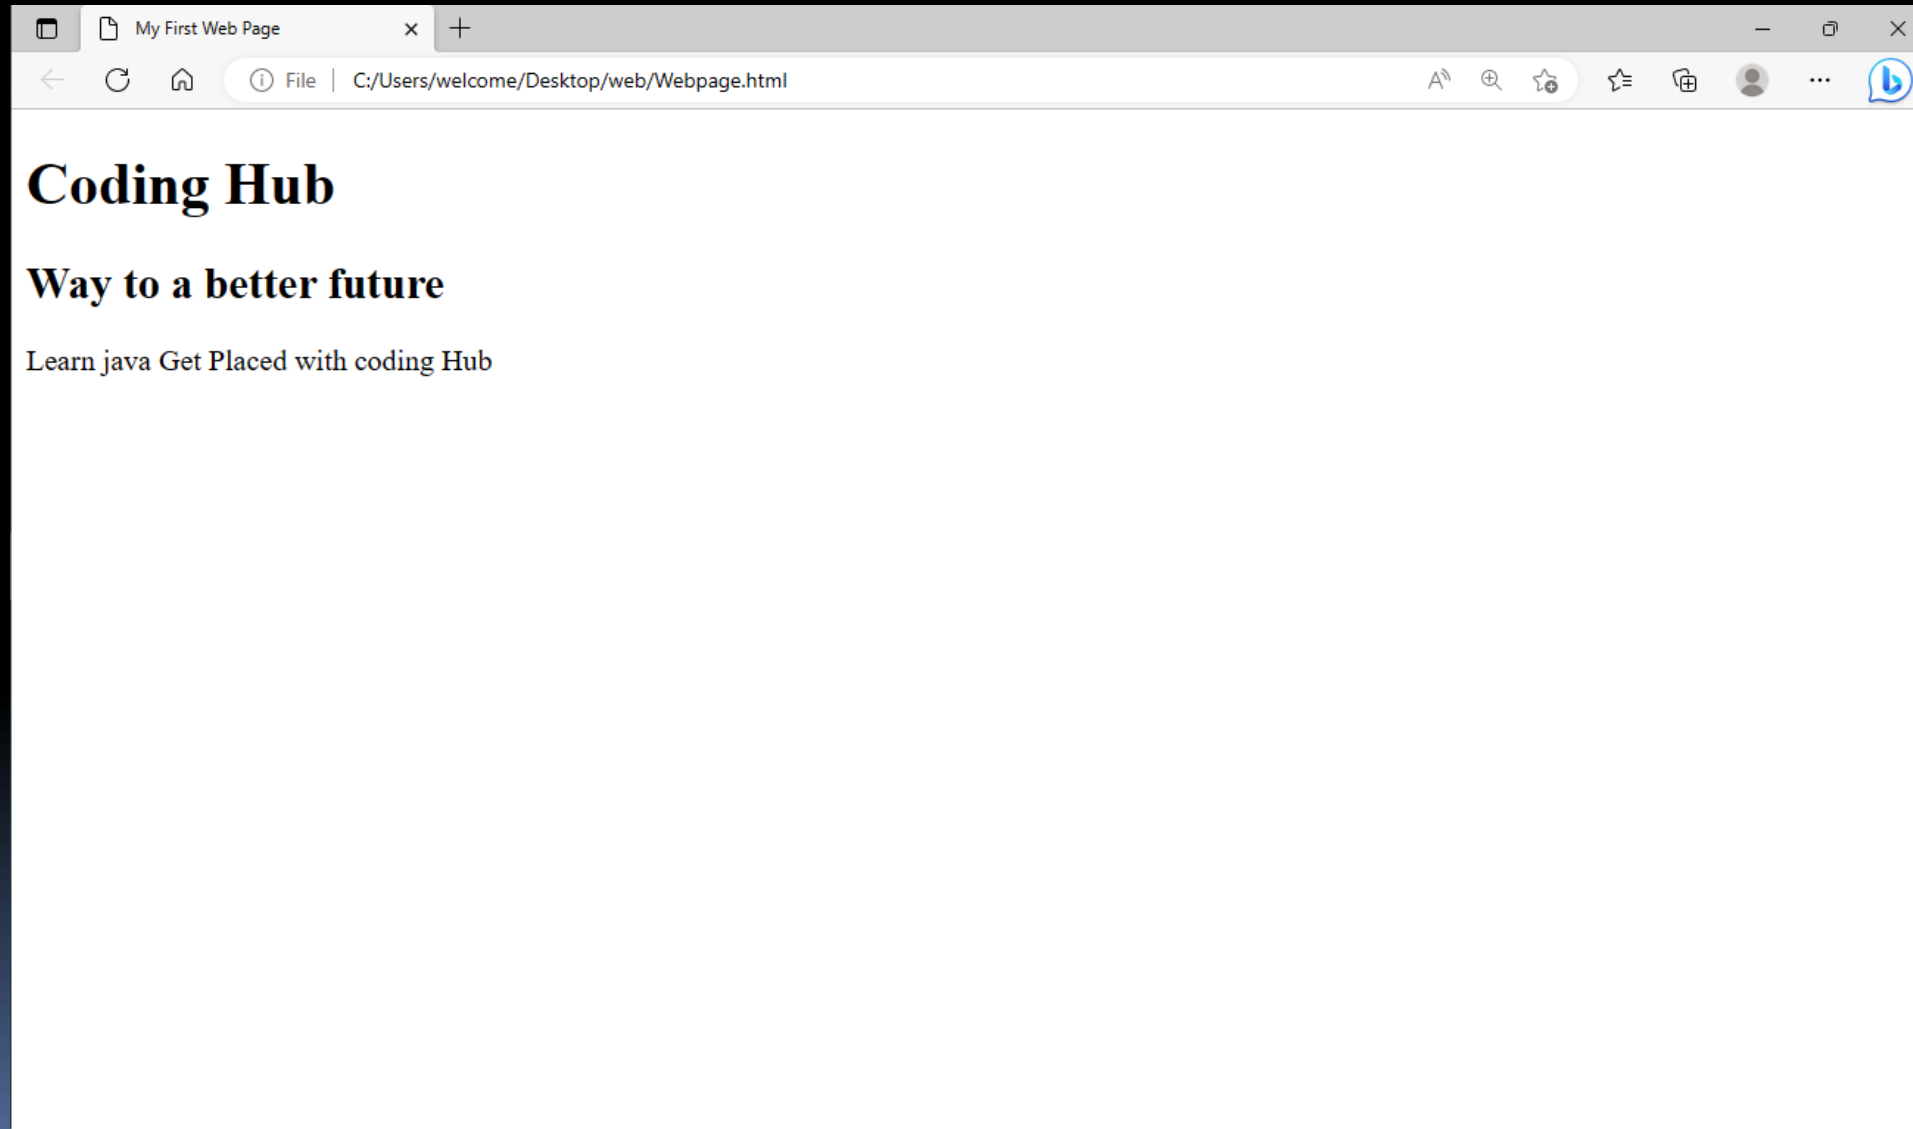 My First Web Page
File C:/Users/welcome/Desktop/web/Webpage.html
Coding Hub
Way to a better future
Learn java Get Placed with coding Hub